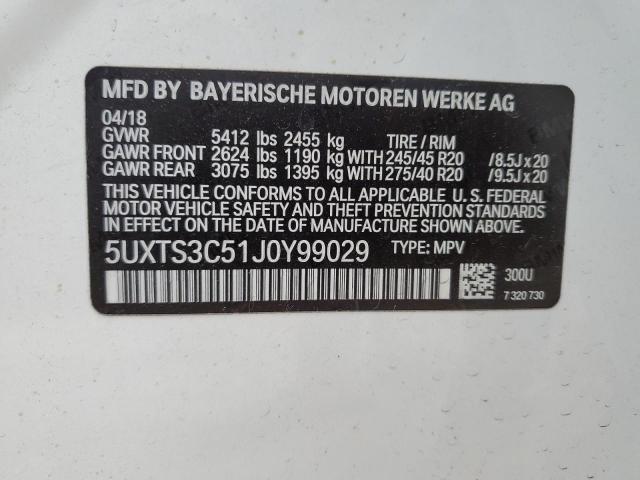 MFD BY BAYERISCHE MOTOREN WERKE AG
04/18
GVWR 5412 lbs 2455 kg TIRE / RIM
GAWR FRONT 2624 lbs 1190 kg WITH 245/45 R20 /8.5J x 20
GAWR REAR 3075 lbs 1395 kg WITH 275/40 R20 /9.5J x 20
THIS VEHICLE CONFORMS TO ALL APPLICABLE U. S. FEDERAL
MOTOR VEHICLE SAFETY AND THEFT PREVENTION STANDARDS
IN EFFECT ON THE DATE OF MANUFACTURE SHOWN ABOVE.
5UXTS3C51J0Y99029 TYPE: MPV
300U
7 320 730